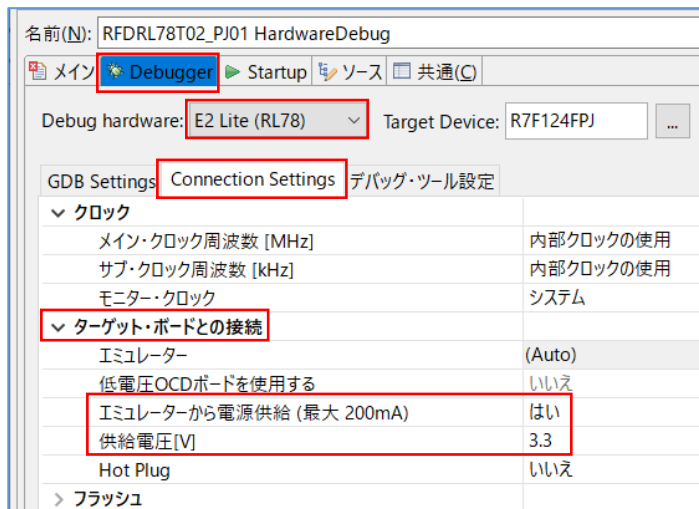 名前(N): RFDRL78T02_PJ01 HardwareDebug
メイン Debugger Startup ソース 共通(C)
Debug hardware: E2 Lite (RL78) Target Device: R7F124FPJ ...
GDB Settings Connection Settings デバッグ・ツール設定
クロック
メイン・クロック周波数 [MHz] 内部クロックの使用
サブ・クロック周波数 [kHz] 内部クロックの使用
モニター・クロック システム
ターゲット・ボードとの接続
エミュレーター (Auto)
低電圧OCDボードを使用する いいえ
エミュレーターから電源供給 (最大 200mA) はい
供給電圧[V] 3.3
Hot Plug いいえ
フラッシュ